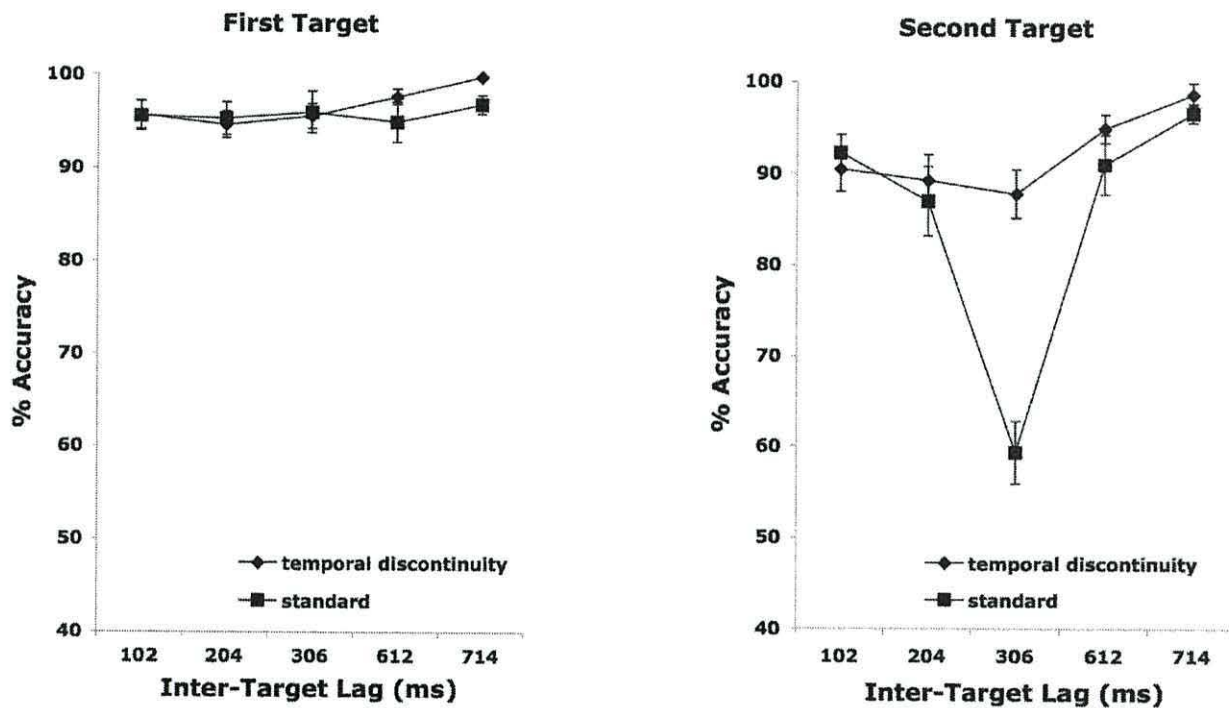 First Target
% Accuracy
100
90
80
70
60
50
40
temporal discontinuity
standard
102 204 306 612 714
Inter-Target Lag (ms)
Second Target
% Accuracy
100
90
80
70
60
50
40
temporal discontinuity
standard
102 204 306 612 714
Inter-Target Lag (ms)